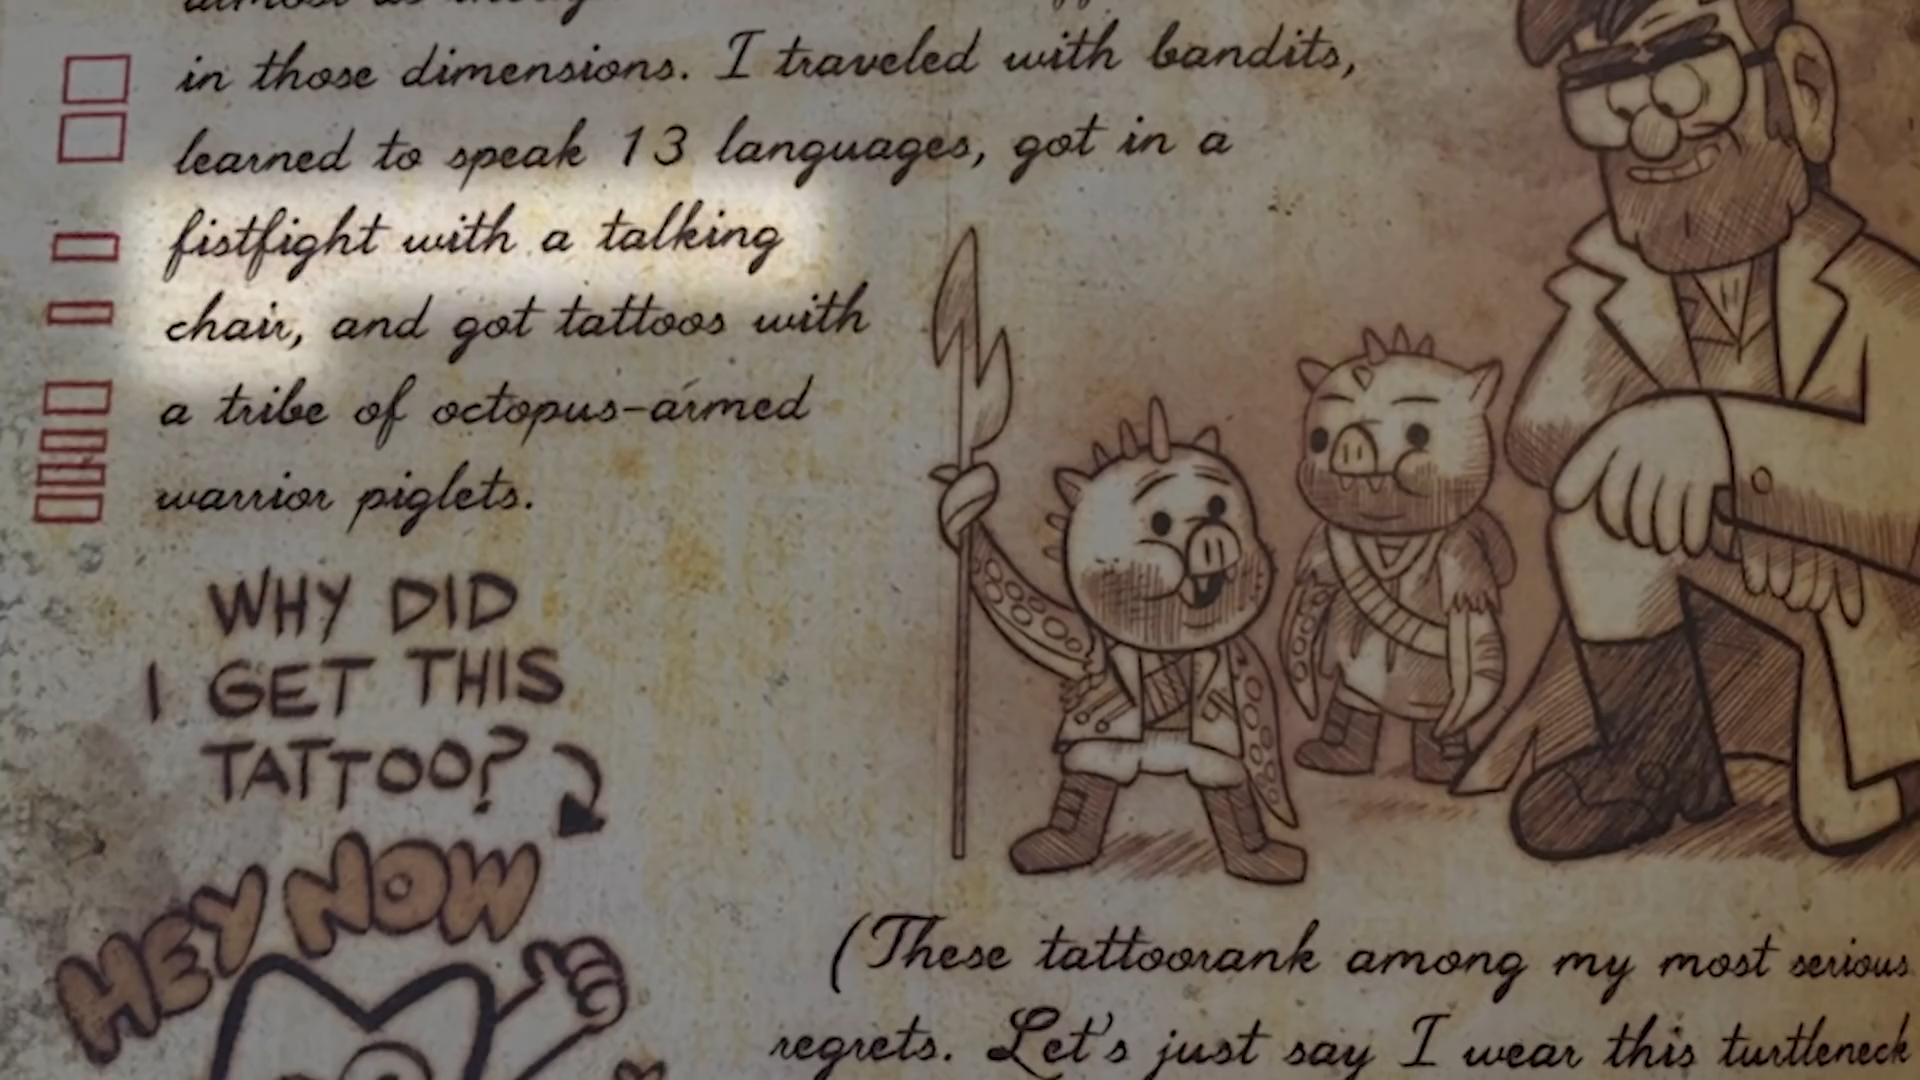 in those dimensions. I traveled with bandits,
learned to speak 13 languages, got in a
fistfight with a talking
chair, and got tattoos with
a tribe of octopus-armed
warrior piglets.
WHY DID
I GET THIS
TATTOO?
HEY NOW
(These tattoorank among my most serious
regrets. Let's just say I wear this turtleneck